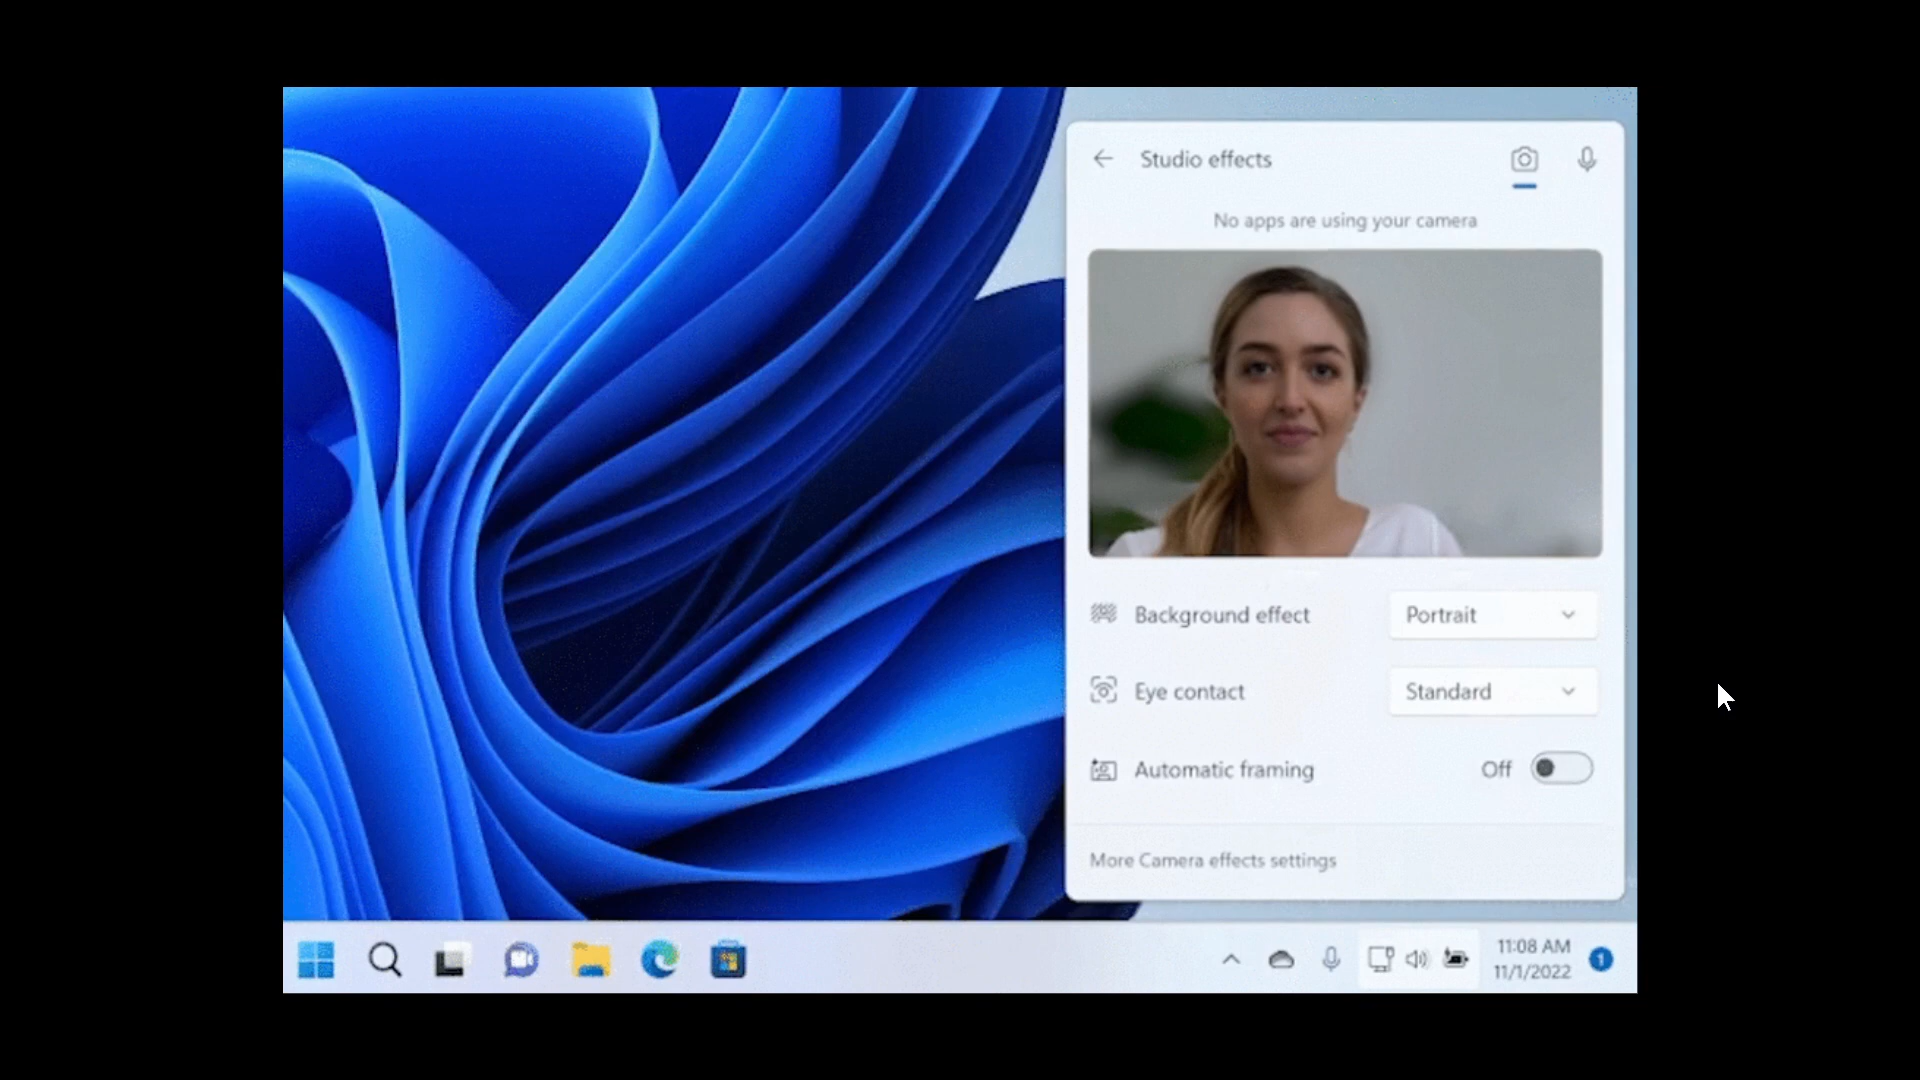 Studio effects
No apps are using your camera
Background effect
Portrait
Eye contact
Standard
Automatic framing
Off
More Camera effects settings
11:08 AM
11/1/2022
1